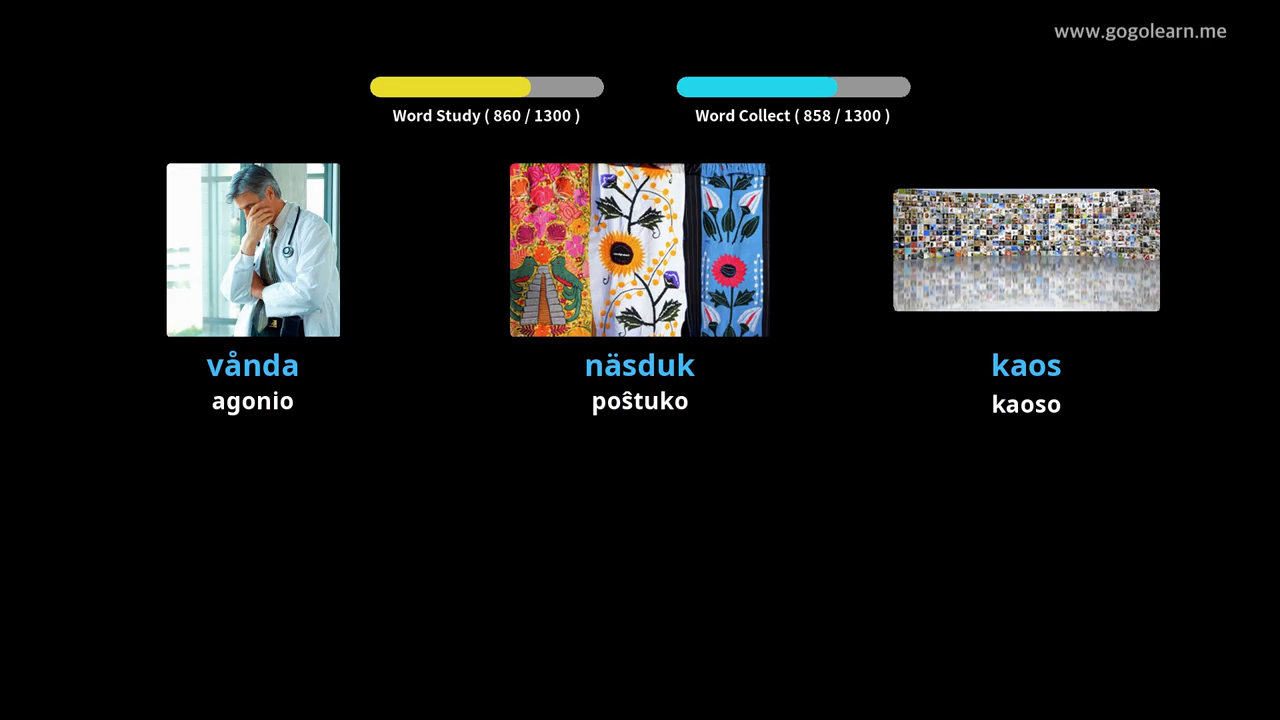 www.gogolearn.me
Word Study ( 860 / 1300 )
Word Collect ( 858 / 1300 )
vånda
agonio
näsduk
poŝtuko
kaos
kaoso